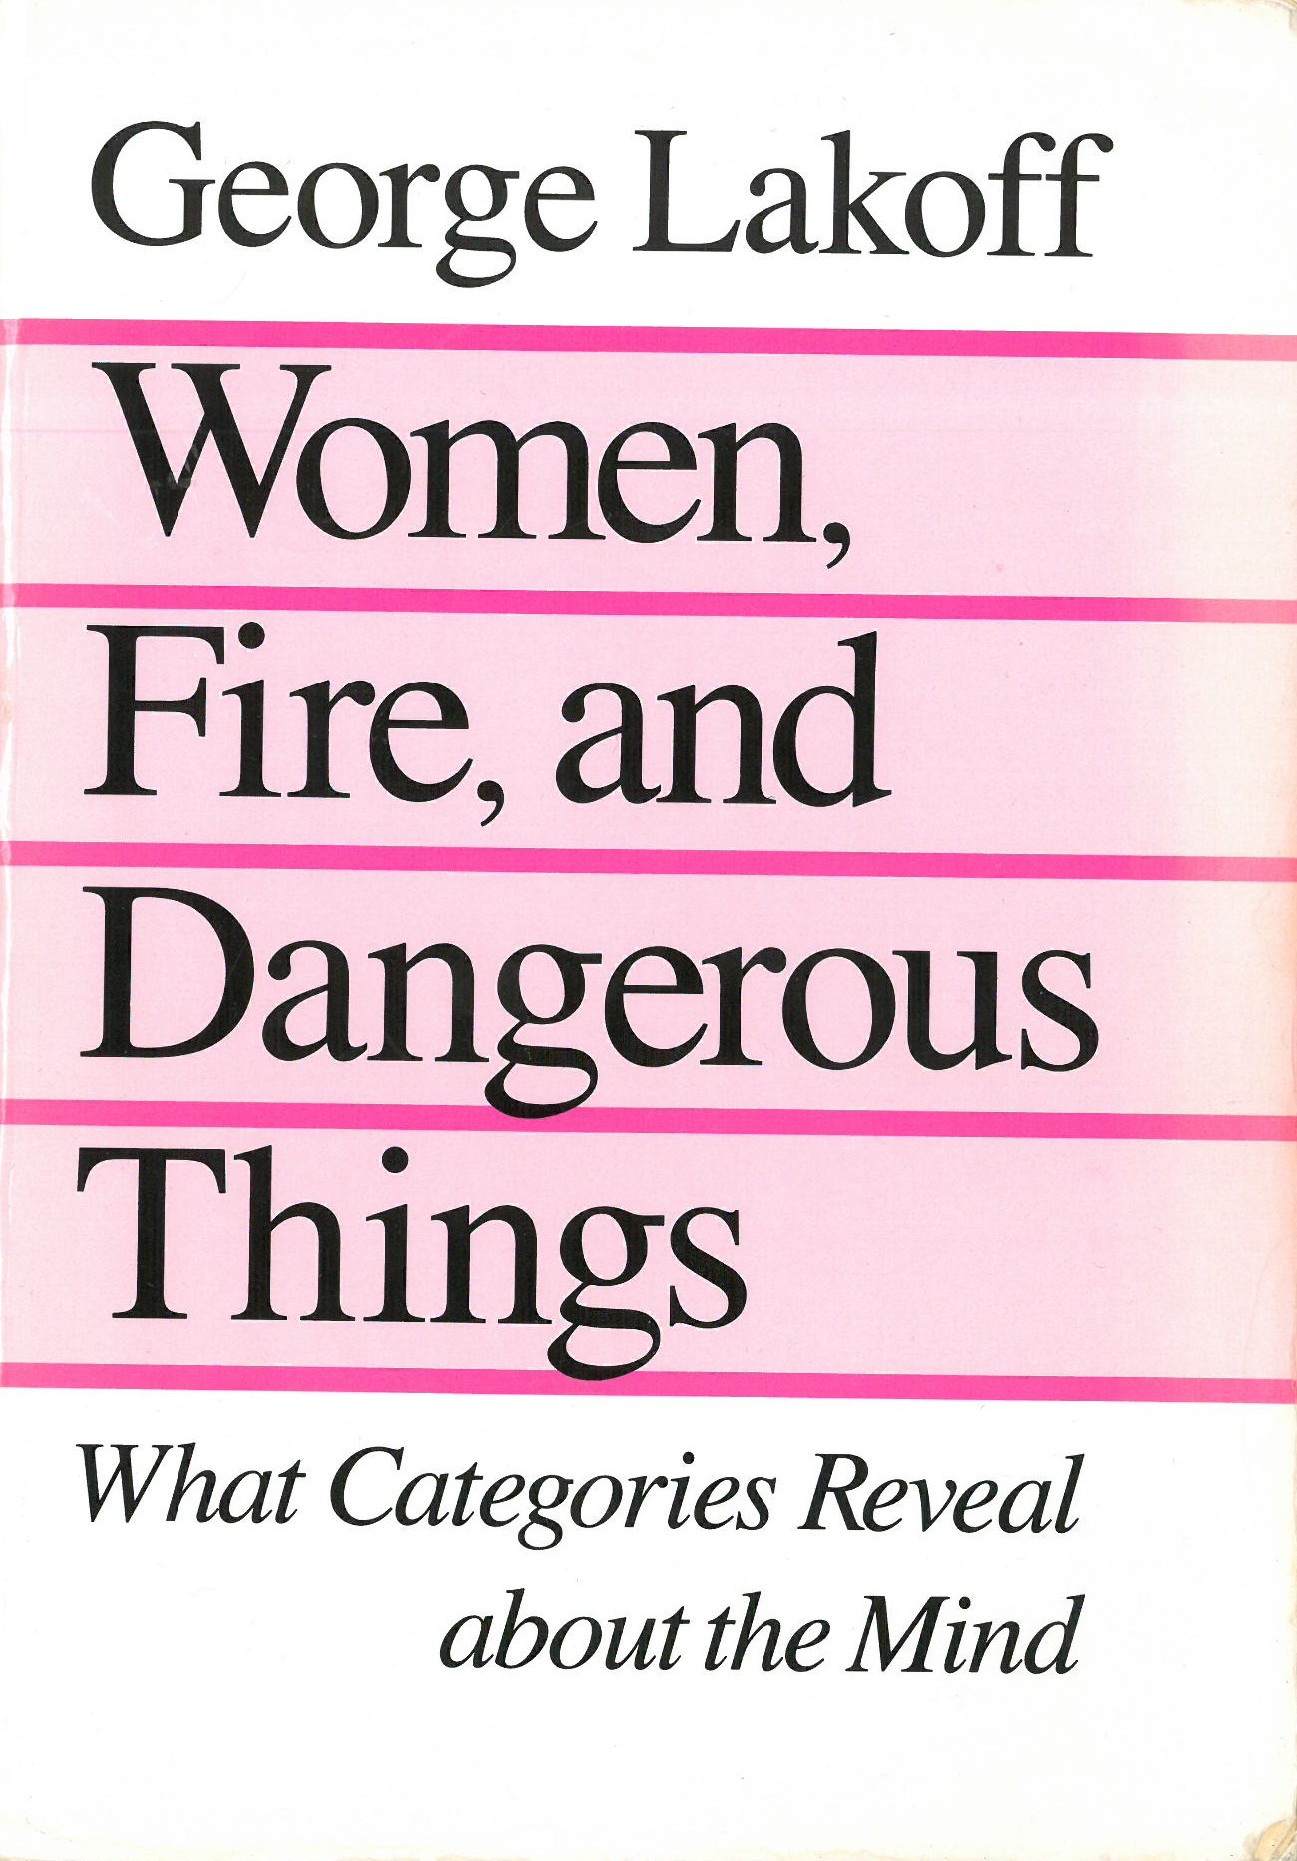 George Lakoff
Women,
Fire, and
Dangerous
Things
What Categories Reveal
about the Mind